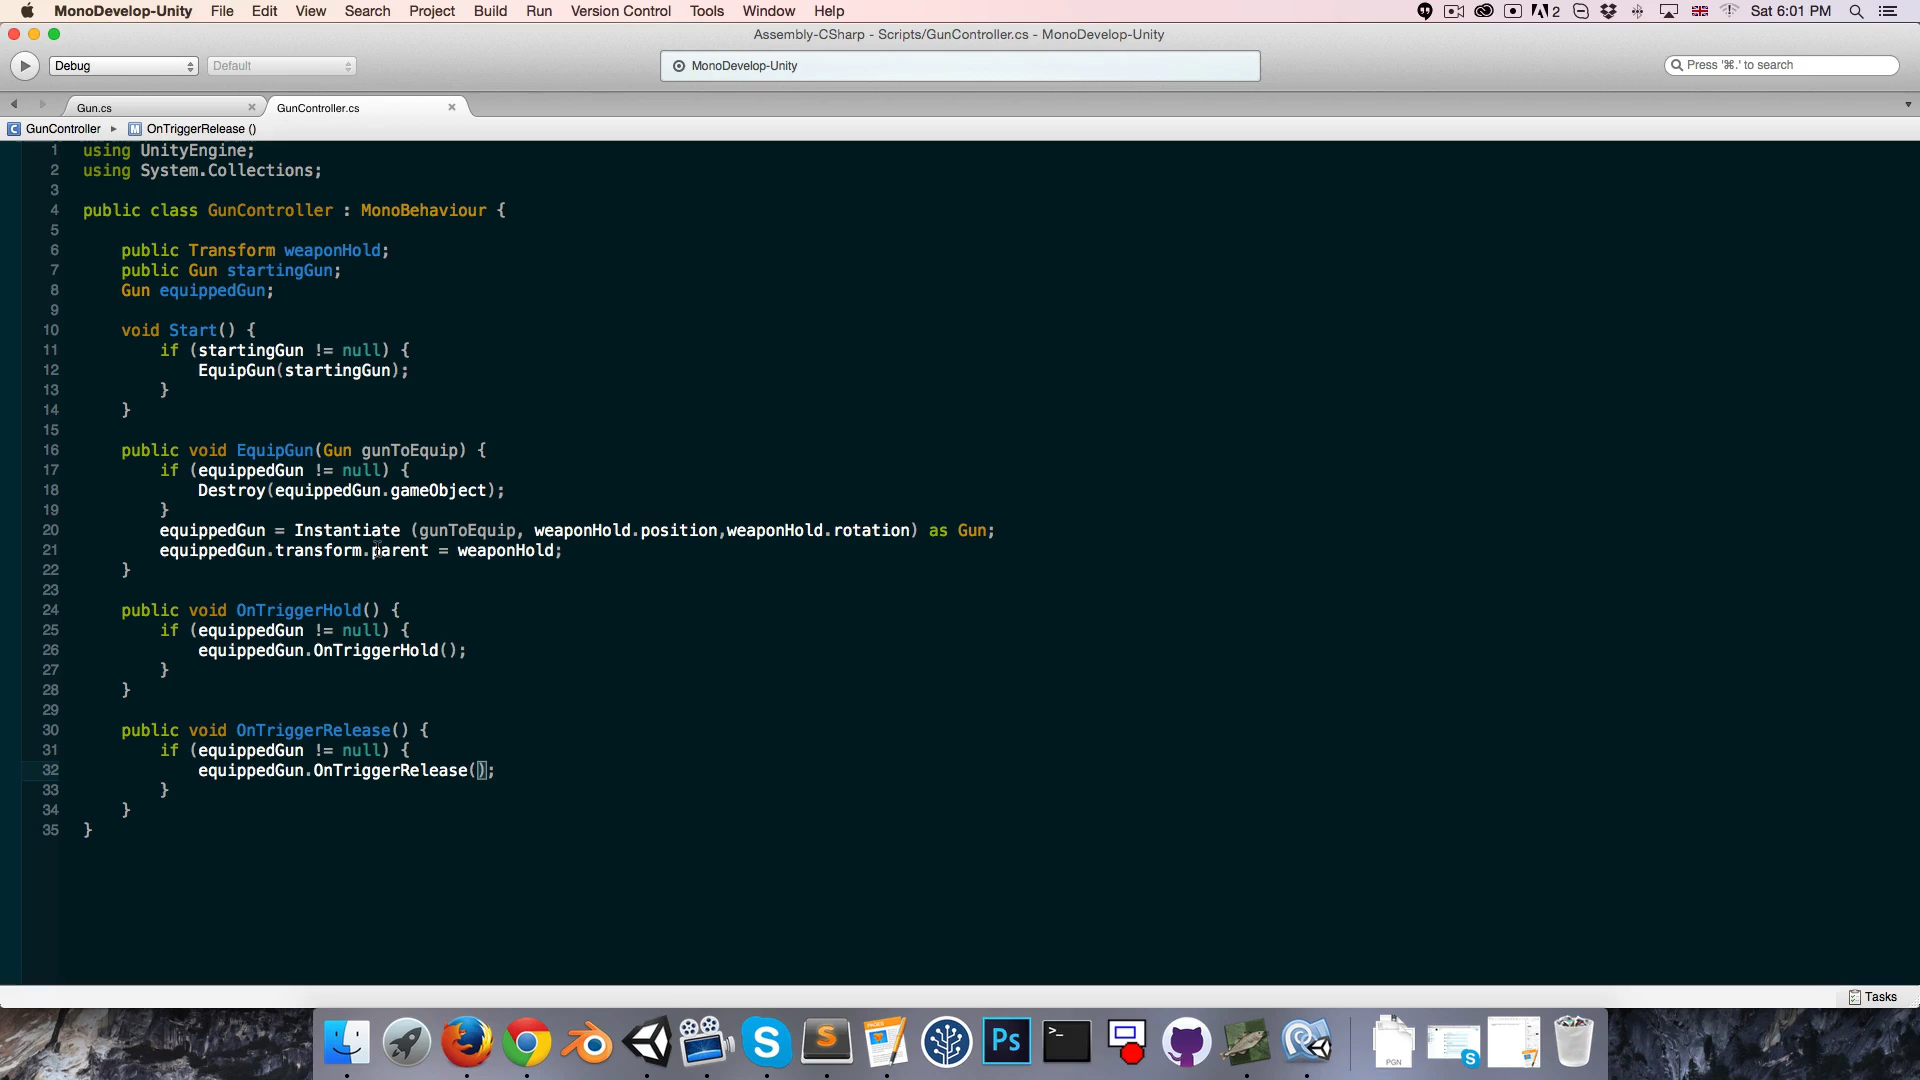 MonoDevelop-Unity File Edit View Search Project Build Run Version Control Tools Window Help 2 Sat 6:01 PM
Assembly-CSharp - Scripts/GunController.cs - MonoDevelop-Unity
Debug Default MonoDevelop-Unity Press '⌘.' to search
Gun.cs GunController.cs
C GunController M OnTriggerRelease ()
1 using UnityEngine;
2 using System.Collections;
3
4 public class GunController : MonoBehaviour {
5
6 public Transform weaponHold;
7 public Gun startingGun;
8 Gun equippedGun;
9
10 void Start() {
11 if (startingGun != null) {
12 EquipGun(startingGun);
13 }
14 }
15
16 public void EquipGun(Gun gunToEquip) {
17 if (equippedGun != null) {
18 Destroy(equippedGun.gameObject);
19 }
20 equippedGun = Instantiate (gunToEquip, weaponHold.position,weaponHold.rotation) as Gun;
21 equippedGun.transform.parent = weaponHold;
22 }
23
24 public void OnTriggerHold() {
25 if (equippedGun != null) {
26 equippedGun.OnTriggerHold();
27 }
28 }
29
30 public void OnTriggerRelease() {
31 if (equippedGun != null) {
32 equippedGun.OnTriggerRelease();
33 }
34 }
35 }
Tasks
Ps
PGN